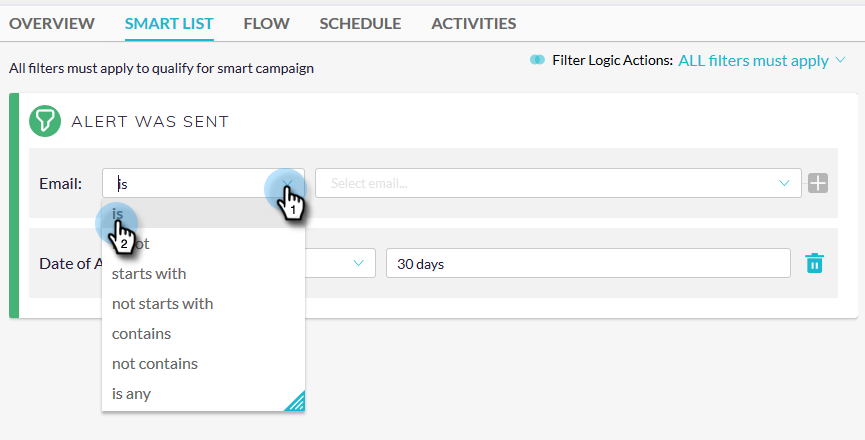 OVERVIEW SMART LIST FLOW SCHEDULE ACTIVITIES
All filters must apply to qualify for smart campaign
Filter Logic Actions: ALL filters must apply
ALERT WAS SENT
Email: is Select email...
1
is
2
ot
Date of A 30 days
starts with
not starts with
contains
not contains
is any